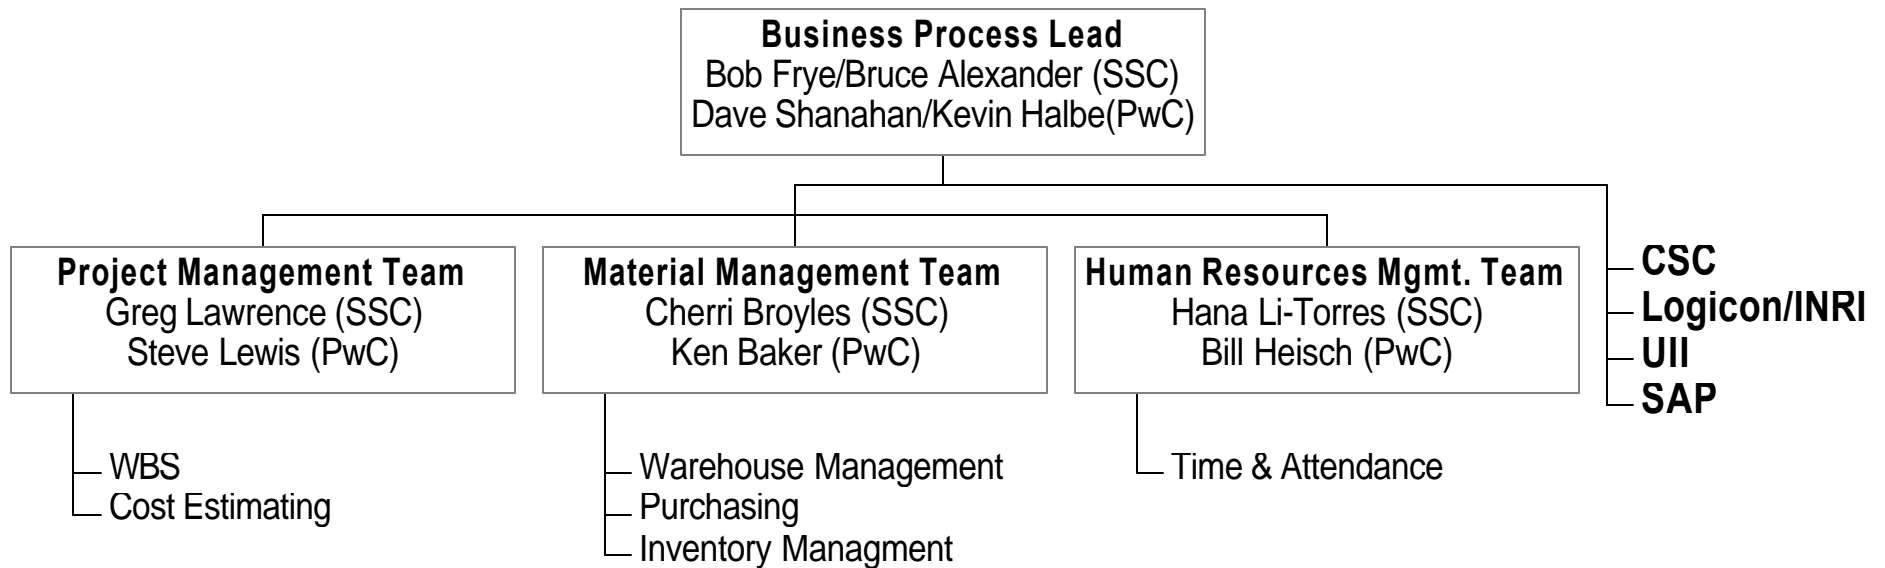 Business Process Lead
Bob Frye/Bruce Alexander (SSC)
Dave Shanahan/Kevin Halbe(PwC)
Project Management Team
Greg Lawrence (SSC)
Steve Lewis (PwC)
WBS
Cost Estimating
Material Management Team
Cherri Broyles (SSC)
Ken Baker (PwC)
Warehouse Management
Purchasing
Inventory Managment
Human Resources Mgmt. Team
Hana Li-Torres (SSC)
Bill Heisch (PwC)
Time & Attendance
CSC
Logicon/INRI
UII
SAP